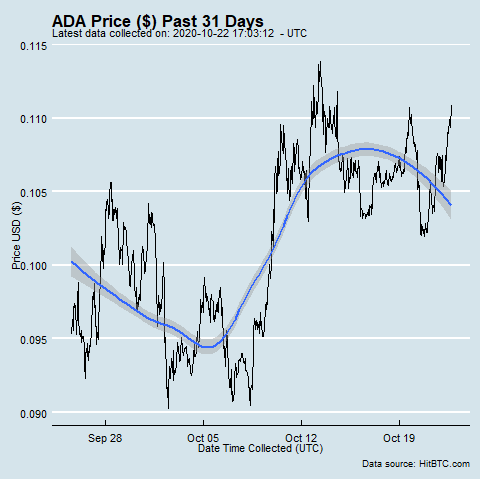 ADA Price ($) Past 31 Days
Latest data collected on: 2020-10-22 17:03:12 - UTC
Price USD ($)
0.115
0.110
0.105
0.100
0.095
0.090
Sep 28
Oct 05
Oct 12
Oct 19
Date Time Collected (UTC)
Data source: HitBTC.com